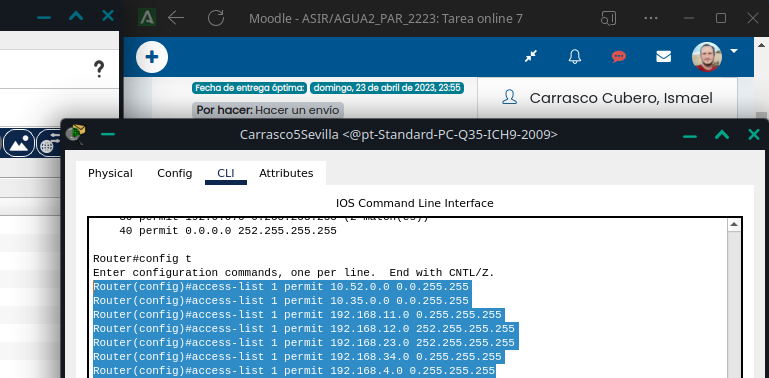 Moodle - ASIR/AGUA2_PAR_2223: Tarea online 7
?
Fecha de entrega óptima: domingo, 23 de abril de 2023, 23:55
Por hacer: Hacer un envío
Carrasco Cubero, Ismael
Carrasco5Sevilla <@pt-Standard-PC-Q35-ICH9-2009>
Physical Config CLI Attributes
IOS Command Line Interface
40 permit 0.0.0.0 252.255.255.255
Router#config t
Enter configuration commands, one per line. End with CNTL/Z.
Router(config)#access-list 1 permit 10.52.0.0 0.0.255.255
Router(config)#access-list 1 permit 10.35.0.0 0.0.255.255
Router(config)#access-list 1 permit 192.168.11.0 0.255.255.255
Router(config)#access-list 1 permit 192.168.12.0 252.255.255.255
Router(config)#access-list 1 permit 192.168.23.0 252.255.255.255
Router(config)#access-list 1 permit 192.168.34.0 0.255.255.255
Router(config)#access-list 1 permit 192.168.4.0 0.255.255.255